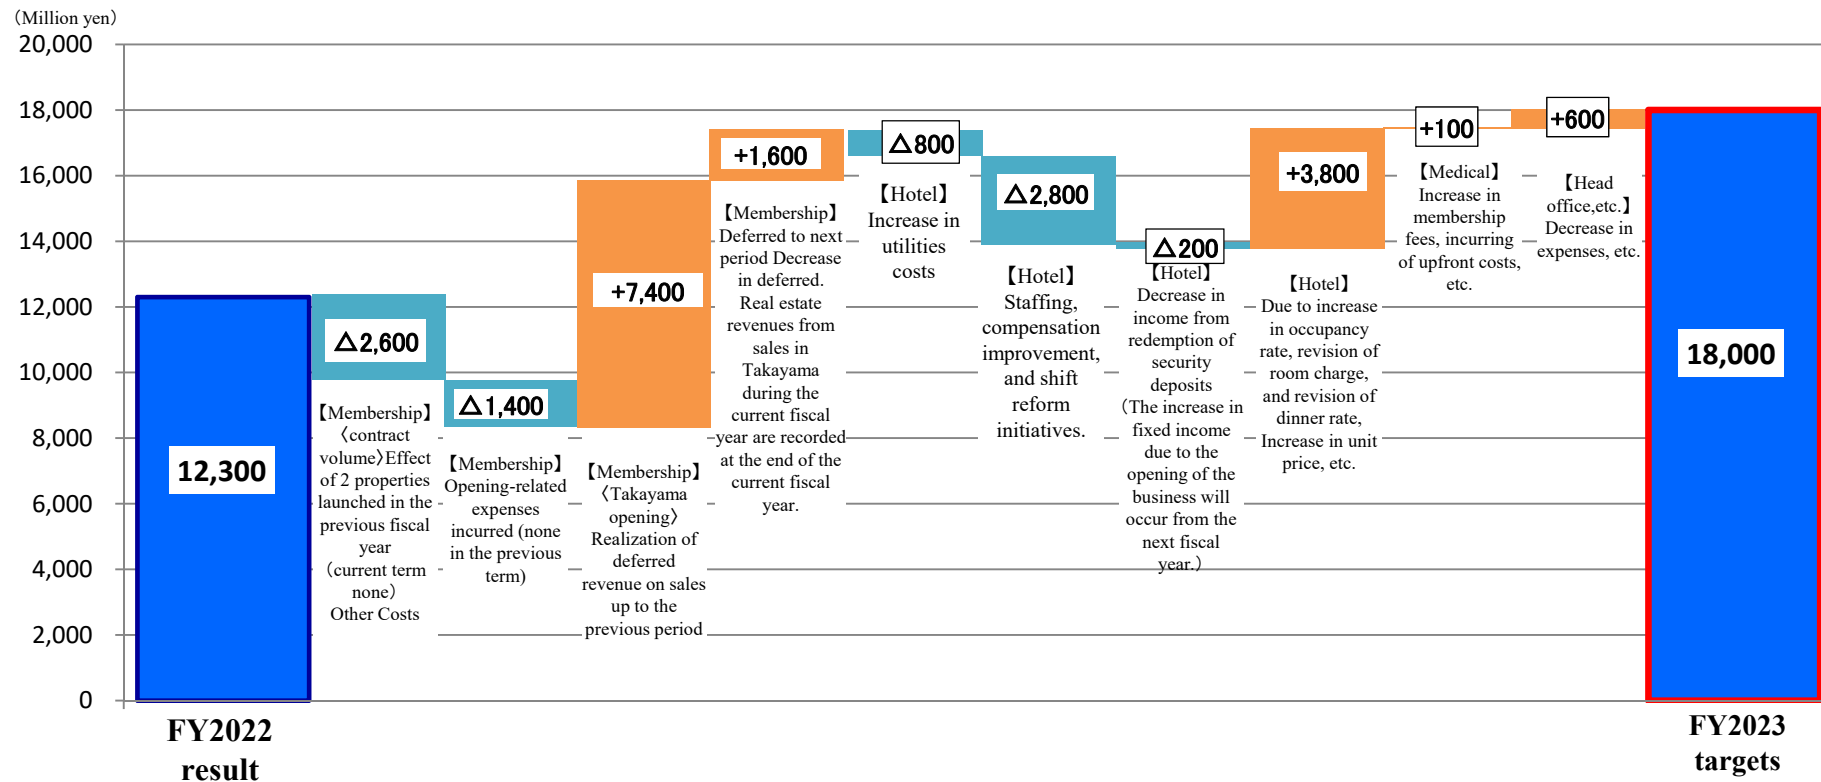 （Million yen）
20,000
18,000
16,000
14,000
12,000
10,000
8,000
6,000
4,000
2,000
0
12,300
FY2022
result
△2,600
【Membership】
〈contract
volume〉Effect
of 2 properties
launched in the
previous fiscal
year
（current term
none）
Other Costs
△1,400
【Membership】
Opening-related
expenses
incurred (none
in the previous
term)
+7,400
【Membership】
〈Takayama
opening〉
Realization of
deferred
revenue on sales
up to the
previous period
+1,600
【Membership】
Deferred to next
period Decrease
in deferred.
Real estate
revenues from
sales in
Takayama
during the
current fiscal
year are recorded
at the end of the
current fiscal
year.
△800
【Hotel】
Increase in
utilities
costs
△2,800
【Hotel】
Staffing,
compensation
improvement,
and shift
reform
initiatives.
△200
【Hotel】
Decrease in
income from
redemption of
security
deposits
（The increase in
fixed income
due to the
opening of the
business will
occur from the
next fiscal
year.）
+3,800
【Hotel】
Due to increase
in occupancy
rate, revision of
room charge,
and revision of
dinner rate,
Increase in unit
price, etc.
+100
【Medical】
Increase in
membership
fees, incurring
of upfront costs,
etc.
+600
【Head
office,etc.】
Decrease in
expenses, etc.
18,000
FY2023
targets